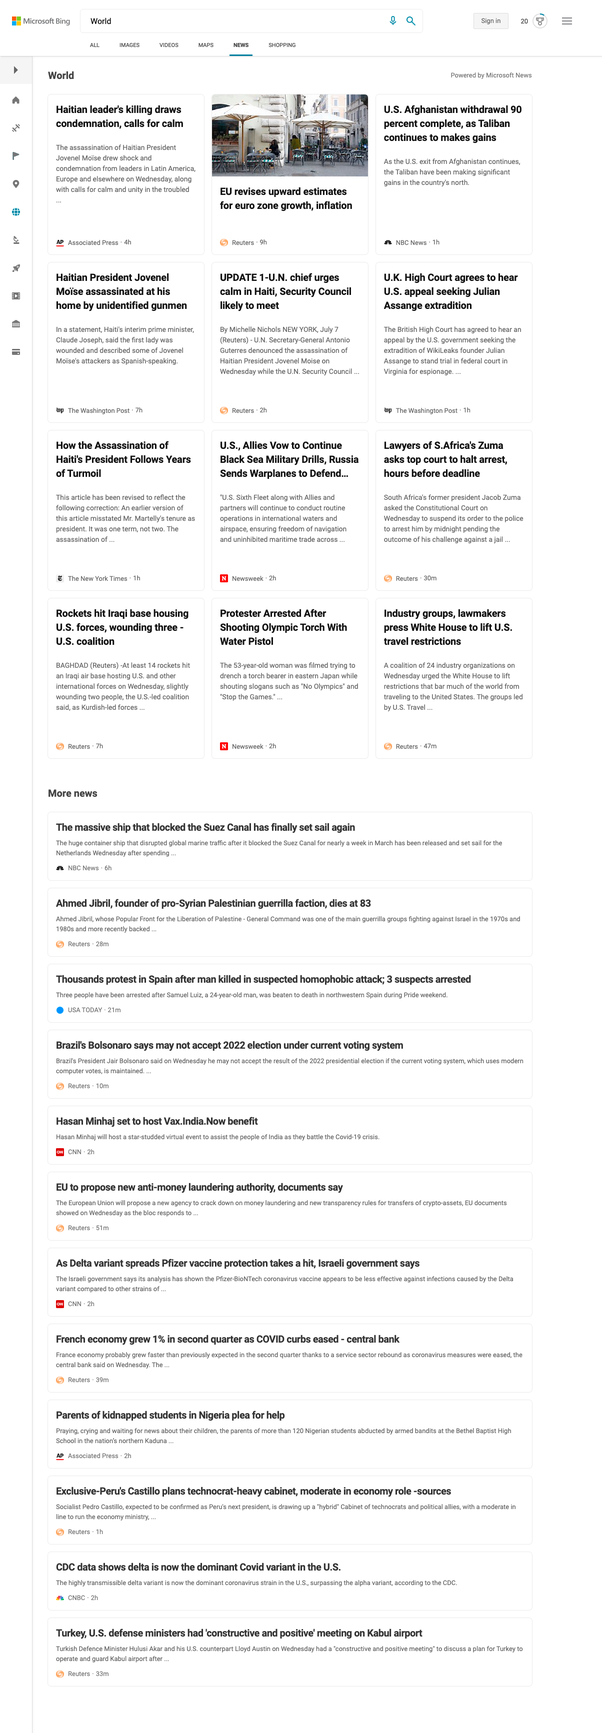 Microsoft Bing
World
Sign in
20
ALL
IMAGES
VIDEOS
MAPS
NEWS
SHOPPING
World
Powered by Microsoft News
Haitian leader's killing draws
condemnation, calls for calm
The assassination of Haitian President
Jovenel Moïse drew shock and
condemnation from leaders in Latin America,
Europe and elsewhere on Wednesday, along
with calls for calm and unity in the troubled
...
AP Associated Press · 4h
EU revises upward estimates
for euro zone growth, inflation
Reuters · 9h
U.S. Afghanistan withdrawal 90
percent complete, as Taliban
continues to makes gains
As the U.S. exit from Afghanistan continues,
the Taliban have been making significant
gains in the country's north.
NBC News · 1h
Haitian President Jovenel
Moïse assassinated at his
home by unidentified gunmen
In a statement, Haiti's interim prime minister,
Claude Joseph, said the first lady was
wounded and described some of Jovenel
Moïse's attackers as Spanish-speaking.
wp The Washington Post · 7h
UPDATE 1-U.N. chief urges
calm in Haiti, Security Council
likely to meet
By Michelle Nichols NEW YORK, July 7
(Reuters) - U.N. Secretary-General Antonio
Guterres denounced the assassination of
Haitian President Jovenel Moise on
Wednesday while the U.N. Security Council ...
Reuters · 2h
U.K. High Court agrees to hear
U.S. appeal seeking Julian
Assange extradition
The British High Court has agreed to hear an
appeal by the U.S. government seeking the
extradition of WikiLeaks founder Julian
Assange to stand trial in federal court in
Virginia for espionage. ...
wp The Washington Post · 1h
How the Assassination of
Haiti's President Follows Years
of Turmoil
This article has been revised to reflect the
following correction: An earlier version of
this article misstated Mr. Martelly's tenure as
president. It was one term, not two. The
assassination of ...
The New York Times · 1h
U.S., Allies Vow to Continue
Black Sea Military Drills, Russia
Sends Warplanes to Defend...
"U.S. Sixth Fleet along with Allies and
partners will continue to conduct routine
operations in international waters and
airspace, ensuring freedom of navigation
and uninhibited maritime trade across ...
N Newsweek · 2h
Lawyers of S.Africa's Zuma
asks top court to halt arrest,
hours before deadline
South Africa's former president Jacob Zuma
asked the Constitutional Court on
Wednesday to suspend its order to the police
to arrest him by midnight pending the
outcome of his challenge against a jail ...
Reuters · 30m
Rockets hit Iraqi base housing
U.S. forces, wounding three -
U.S. coalition
BAGHDAD (Reuters) -At least 14 rockets hit
an Iraqi air base hosting U.S. and other
international forces on Wednesday, slightly
wounding two people, the U.S.-led coalition
said, as Kurdish-led forces ...
Reuters · 7h
Protester Arrested After
Shooting Olympic Torch With
Water Pistol
The 53-year-old woman was filmed trying to
drench a torch bearer in eastern Japan while
shouting slogans such as "No Olympics" and
"Stop the Games." ...
N Newsweek · 2h
Industry groups, lawmakers
press White House to lift U.S.
travel restrictions
A coalition of 24 industry organizations on
Wednesday urged the White House to lift
restrictions that bar much of the world from
traveling to the United States. The groups led
by U.S. Travel ...
Reuters · 47m
More news
The massive ship that blocked the Suez Canal has finally set sail again
The huge container ship that disrupted global marine traffic after it blocked the Suez Canal for nearly a week in March has been released and set sail for the
Netherlands Wednesday after spending ...
NBC News · 6h
Ahmed Jibril, founder of pro-Syrian Palestinian guerrilla faction, dies at 83
Ahmed Jibril, whose Popular Front for the Liberation of Palestine - General Command was one of the main guerrilla groups fighting against Israel in the 1970s and
1980s and more recently backed ...
Reuters · 28m
Thousands protest in Spain after man killed in suspected homophobic attack; 3 suspects arrested
Three people have been arrested after Samuel Luiz, a 24-year-old man, was beaten to death in northwestern Spain during Pride weekend.
USA TODAY · 21m
Brazil's Bolsonaro says may not accept 2022 election under current voting system
Brazil's President Jair Bolsonaro said on Wednesday he may not accept the result of the 2022 presidential election if the current voting system, which uses modern
computer votes, is maintained. ...
Reuters · 10m
Hasan Minhaj set to host Vax.India.Now benefit
Hasan Minhaj will host a star-studded virtual event to assist the people of India as they battle the Covid-19 crisis.
CNN CNN · 2h
EU to propose new anti-money laundering authority, documents say
The European Union will propose a new agency to crack down on money laundering and new transparency rules for transfers of crypto-assets, EU documents
showed on Wednesday as the bloc responds to ...
Reuters · 51m
As Delta variant spreads Pfizer vaccine protection takes a hit, Israeli government says
The Israeli government says its analysis has shown the Pfizer-BioNTech coronavirus vaccine appears to be less effective against infections caused by the Delta
variant compared to other strains of ...
CNN CNN · 2h
French economy grew 1% in second quarter as COVID curbs eased - central bank
France economy probably grew faster than previously expected in the second quarter thanks to a service sector rebound as coronavirus measures were eased, the
central bank said on Wednesday. The ...
Reuters · 39m
Parents of kidnapped students in Nigeria plea for help
Praying, crying and waiting for news about their children, the parents of more than 120 Nigerian students abducted by armed bandits at the Bethel Baptist High
School in the nation's northern Kaduna ...
AP Associated Press · 2h
Exclusive-Peru's Castillo plans technocrat-heavy cabinet, moderate in economy role -sources
Socialist Pedro Castillo, expected to be confirmed as Peru's next president, is drawing up a "hybrid" Cabinet of technocrats and political allies, with a moderate in
line to run the economy ministry, ...
Reuters · 1h
CDC data shows delta is now the dominant Covid variant in the U.S.
The highly transmissible delta variant is now the dominant coronavirus strain in the U.S., surpassing the alpha variant, according to the CDC.
CNBC · 2h
Turkey, U.S. defense ministers had 'constructive and positive' meeting on Kabul airport
Turkish Defence Minister Hulusi Akar and his U.S. counterpart Lloyd Austin on Wednesday had a "constructive and positive meeting" to discuss a plan for Turkey to
operate and guard Kabul airport after ...
Reuters · 33m